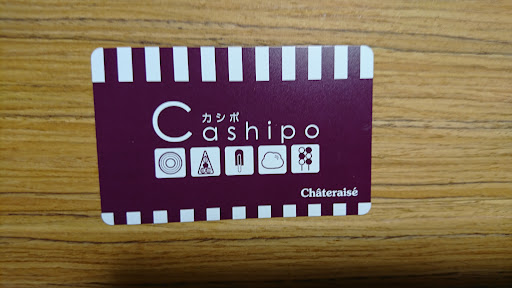 カシポ
Cashipo
Châteraisé